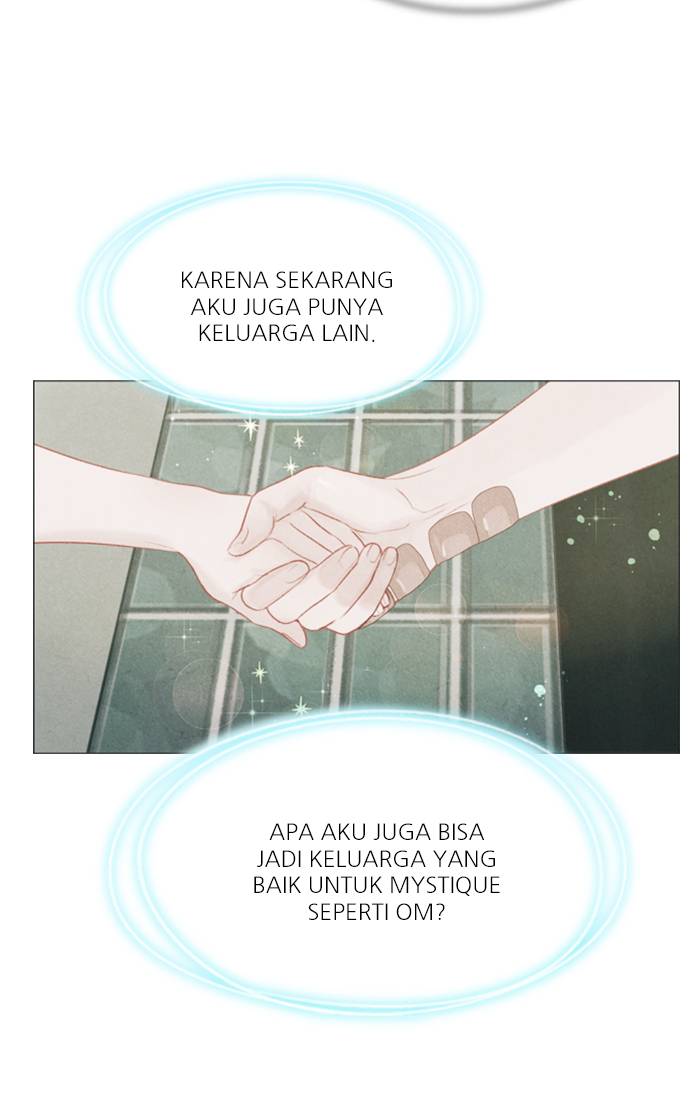 KARENA SEKARANG
AKU JUGA PUNYA
KELUARGA LAIN.
APA AKU JUGA BISA
JADI KELUARGA YANG
BAIK UNTUK MYSTIQUE
SEPERTI OM?